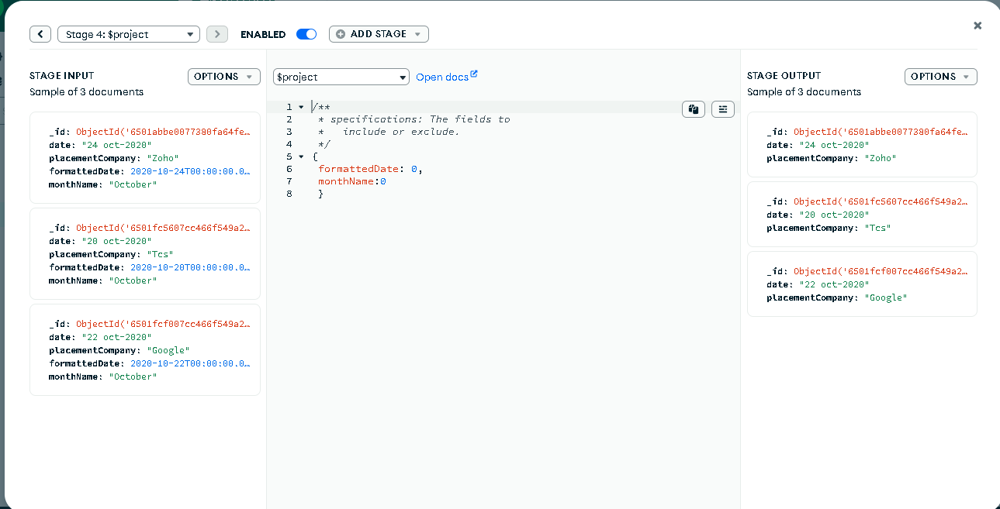 Stage 4: $project
ENABLED
ADD STAGE
STAGE INPUT
OPTIONS
Sample of 3 documents
_id: ObjectId('6501abbe0077380fa64fe…
date: "24 oct-2020"
placementCompany: "Zoho"
formattedDate: 2020-10-24T00:00:00.0…
monthName: "October"
_id: ObjectId('6501fc5607cc466f549a2…
date: "20 oct-2020"
placementCompany: "Tcs"
formattedDate: 2020-10-20T00:00:00.0…
monthName: "October"
_id: ObjectId('6501fcf007cc466f549a2…
date: "22 oct-2020"
placementCompany: "Google"
formattedDate: 2020-10-22T00:00:00.0…
monthName: "October"
$project
Open docs
1 /**
2 * specifications: The fields to
3 *   include or exclude.
4 */
5 {
6 formattedDate: 0,
7 monthName:0
8 }
STAGE OUTPUT
OPTIONS
Sample of 3 documents
_id: ObjectId('6501abbe0077380fa64fe…
date: "24 oct-2020"
placementCompany: "Zoho"
_id: ObjectId('6501fc5607cc466f549a2…
date: "20 oct-2020"
placementCompany: "Tcs"
_id: ObjectId('6501fcf007cc466f549a2…
date: "22 oct-2020"
placementCompany: "Google"